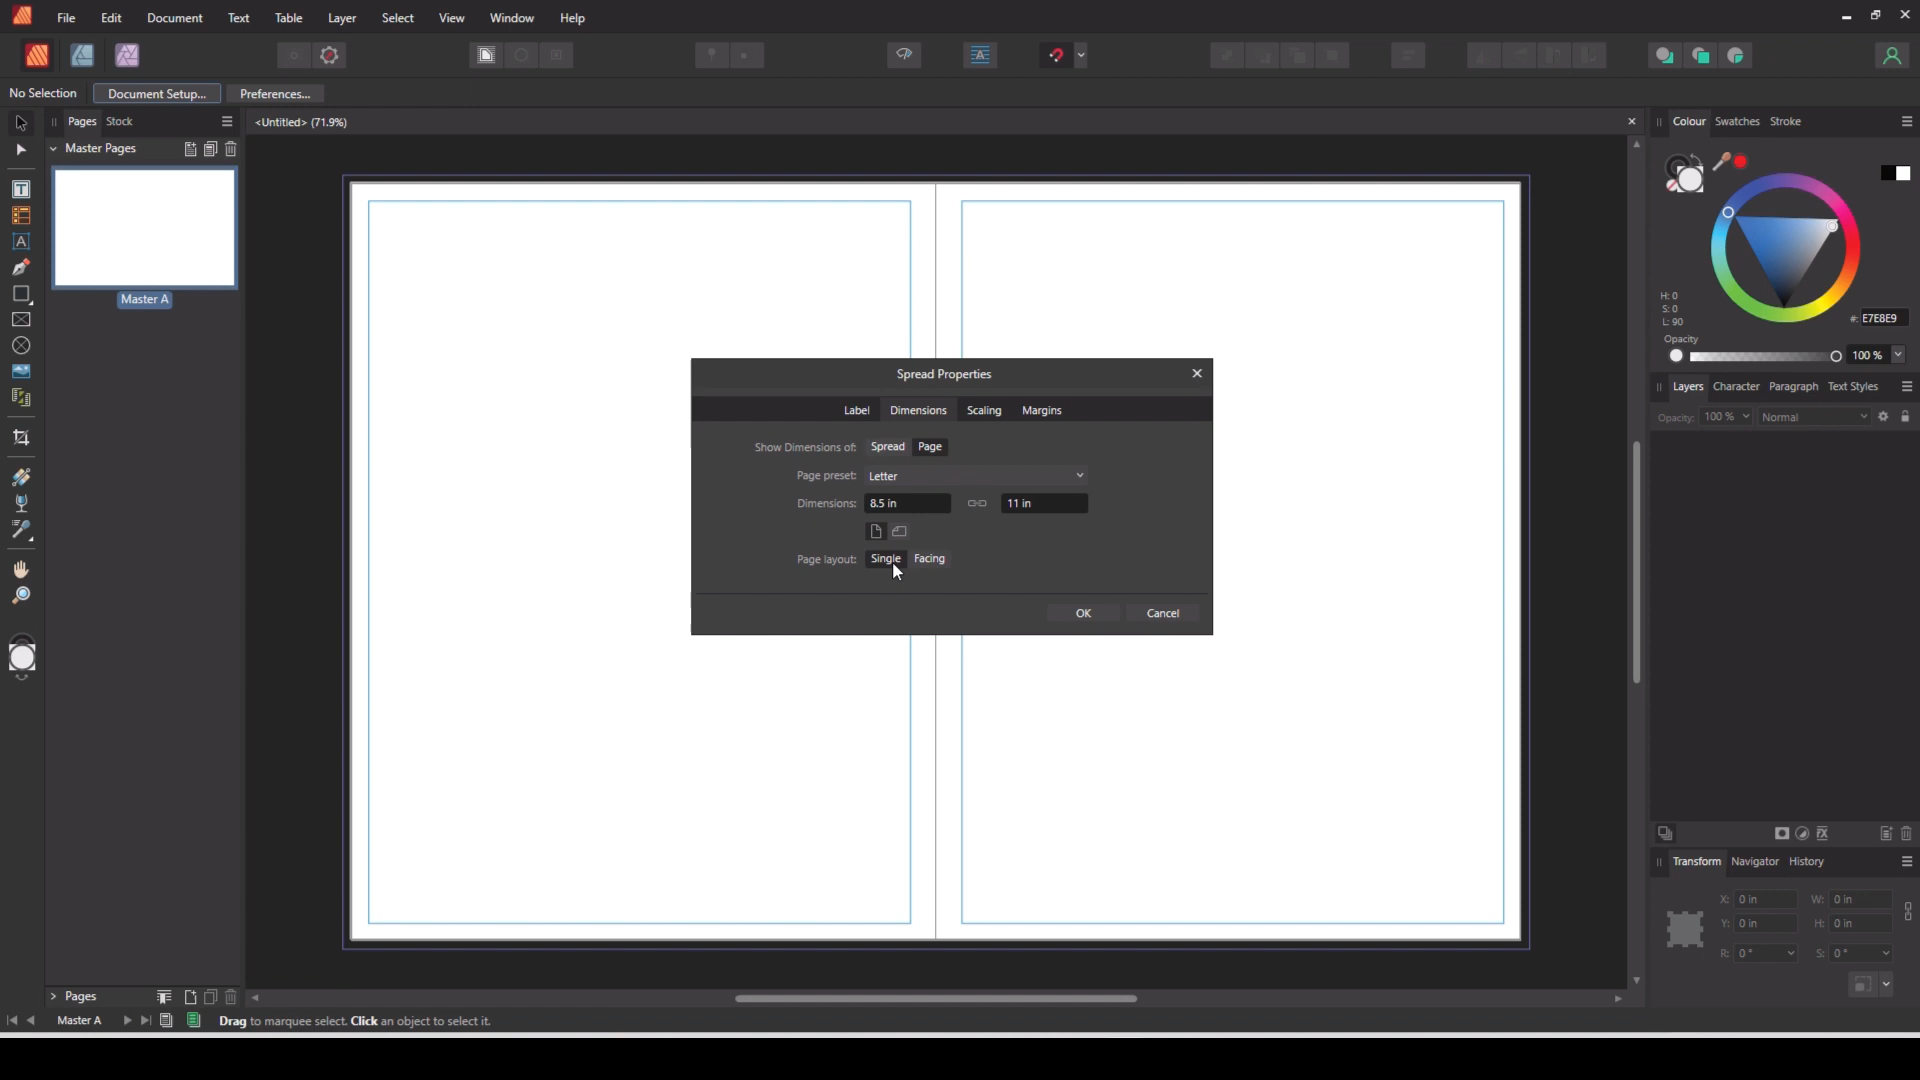 File Edit Document Text Table Layer Select View Window Help
No Selection Document Setup... Preferences...
Pages Stock
<Untitled> (71.9%)
Colour Swatches Stroke
Master Pages
Master A
H: 0
S: 0
L: 90
#: E7E8E9
Opacity
100 %
Layers Character Paragraph Text Styles
Opacity: 100 % Normal
Spread Properties
Label Dimensions Scaling Margins
Show Dimensions of: Spread Page
Page preset: Letter
Dimensions: 8.5 in 11 in
Page layout: Single Facing
OK Cancel
Transform Navigator History
X: 0 in W: 0 in
Y: 0 in H: 0 in
R: 0 ° S: 0 °
Pages
Master A
Drag to marquee select. Click an object to select it.